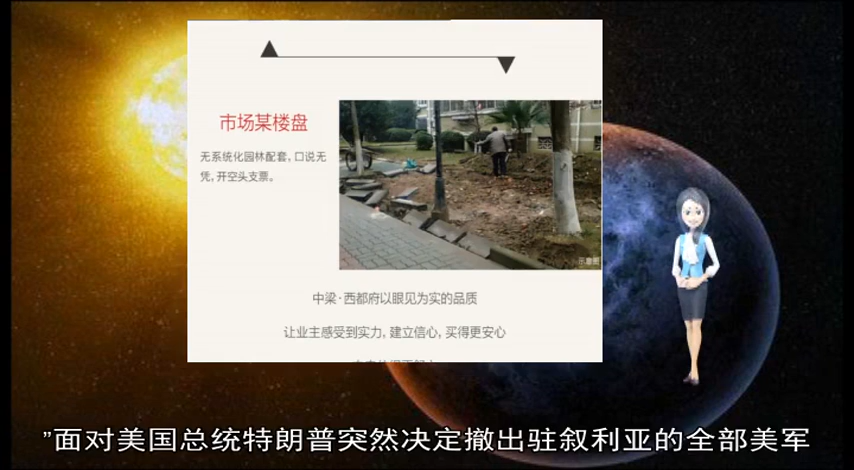 市场某楼盘
无系统化园林配套，口说无
凭，开空头支票。
示意图
中梁·西都府以眼见为实的品质
让业主感受到实力，建立信心，买得更安心
”面对美国总统特朗普突然决定撤出驻叙利亚的全部美军